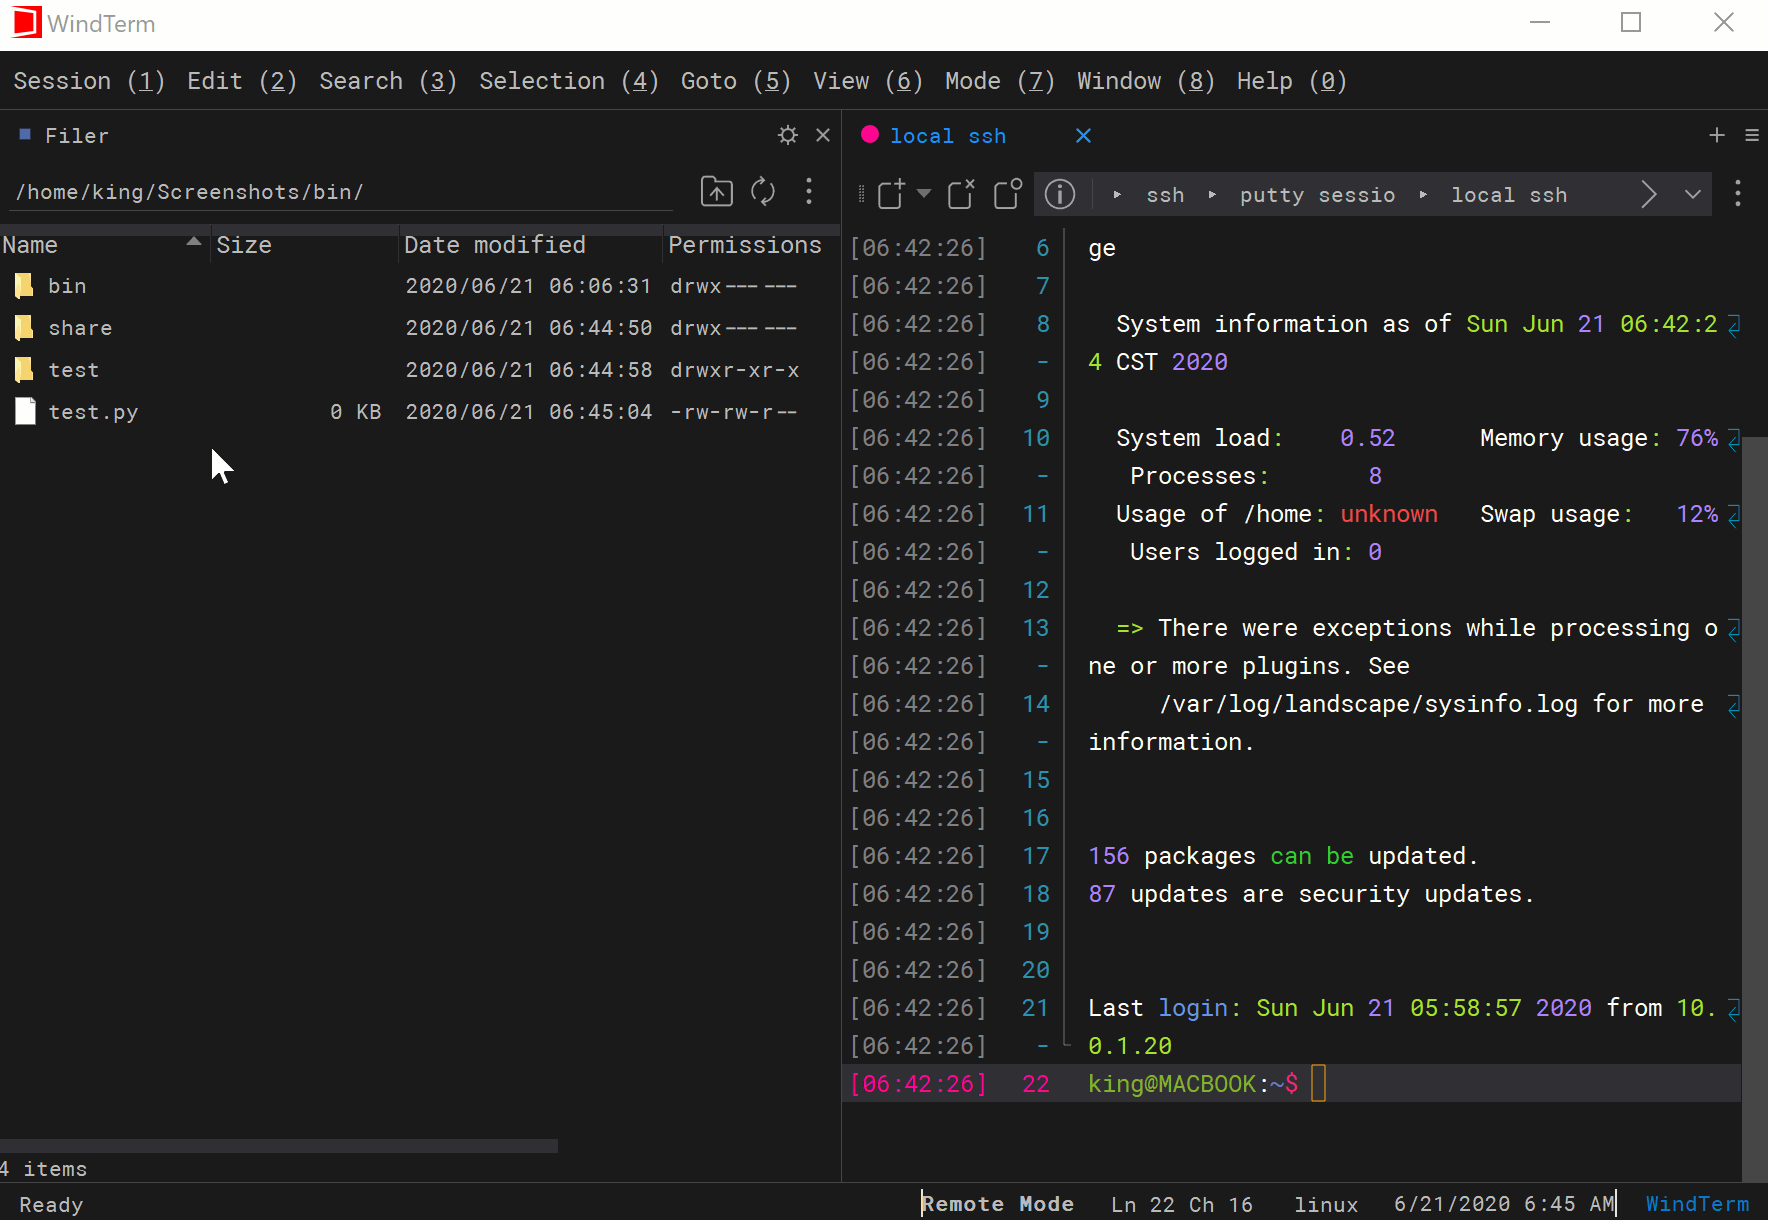 WindTerm
Session (1) Edit (2) Search (3) Selection (4) Goto (5) View (6) Mode (7) Window (8) Help (0)
Filer
/home/king/Screenshots/bin/
Name Size Date modified Permissions
bin 2020/06/21 06:06:31 drwx------
share 2020/06/21 06:44:50 drwx------
test 2020/06/21 06:44:58 drwxr-xr-x
test.py 0 KB 2020/06/21 06:45:04 -rw-rw-r--
4 items
local ssh
ssh putty sessio local ssh
[06:42:26] 6 ge
[06:42:26] 7
[06:42:26] 8 System information as of Sun Jun 21 06:42:2
[06:42:26] - 4 CST 2020
[06:42:26] 9
[06:42:26] 10 System load: 0.52 Memory usage: 76%
[06:42:26] - Processes: 8
[06:42:26] 11 Usage of /home: unknown Swap usage: 12%
[06:42:26] - Users logged in: 0
[06:42:26] 12
[06:42:26] 13 => There were exceptions while processing o
[06:42:26] - ne or more plugins. See
[06:42:26] 14 /var/log/landscape/sysinfo.log for more
[06:42:26] - information.
[06:42:26] 15
[06:42:26] 16
[06:42:26] 17 156 packages can be updated.
[06:42:26] 18 87 updates are security updates.
[06:42:26] 19
[06:42:26] 20
[06:42:26] 21 Last login: Sun Jun 21 05:58:57 2020 from 10.
[06:42:26] - 0.1.20
[06:42:26] 22 king@MACBOOK:~$
Ready Remote Mode Ln 22 Ch 16 linux 6/21/2020 6:45 AM WindTerm